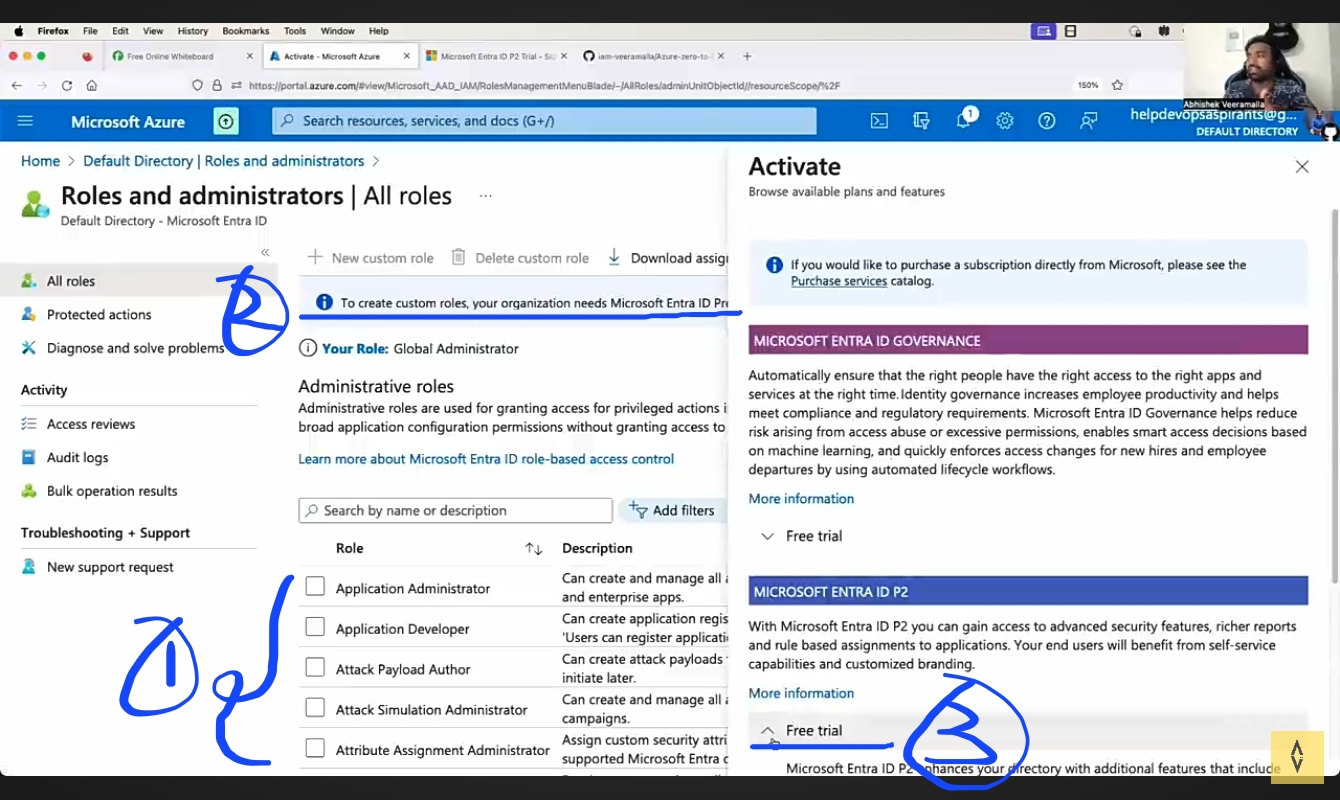 Firefox File Edit View History Bookmarks Tools Window Help
Free Online Whiteboard
Activate - Microsoft Azure
Microsoft Entra ID P2 Trial - Su
iam-veeramalla/Azure-zero-to-
https://portal.azure.com/#view/Microsoft_AAD_IAM/RolesManagementMenuBlade/~/AllRoles/adminUnitObjectId//resourceScope/%2F
150%
Abhishek Veeramalla
Microsoft Azure
Search resources, services, and docs (G+/)
1
helpdevopsaspirants@g...
DEFAULT DIRECTORY
Home > Default Directory | Roles and administrators >
Roles and administrators | All roles ...
Default Directory - Microsoft Entra ID
All roles
Protected actions
Diagnose and solve problems
Activity
Access reviews
Audit logs
Bulk operation results
Troubleshooting + Support
New support request
New custom role
Delete custom role
Download assig
To create custom roles, your organization needs Microsoft Entra ID Pre
Your Role: Global Administrator
Administrative roles
Administrative roles are used for granting access for privileged actions i
broad application configuration permissions without granting access to
Learn more about Microsoft Entra ID role-based access control
Search by name or description
Add filters
Role
Description
Application Administrator
Can create and manage all a
and enterprise apps.
Application Developer
Can create application regis
'Users can register applicati
Attack Payload Author
Can create attack payloads
initiate later.
Attack Simulation Administrator
Can create and manage all a
campaigns.
Attribute Assignment Administrator
Assign custom security attri
supported Microsoft Entra o
1
2
Activate
Browse available plans and features
If you would like to purchase a subscription directly from Microsoft, please see the
Purchase services catalog.
MICROSOFT ENTRA ID GOVERNANCE
Automatically ensure that the right people have the right access to the right apps and
services at the right time. Identity governance increases employee productivity and helps
meet compliance and regulatory requirements. Microsoft Entra ID Governance helps reduce
risk arising from access abuse or excessive permissions, enables smart access decisions based
on machine learning, and quickly enforces access changes for new hires and employee
departures by using automated lifecycle workflows.
More information
Free trial
MICROSOFT ENTRA ID P2
With Microsoft Entra ID P2 you can gain access to advanced security features, richer reports
and rule based assignments to applications. Your end users will benefit from self-service
capabilities and customized branding.
More information
Free trial
3
Microsoft Entra ID P2 enhances your directory with additional features that include